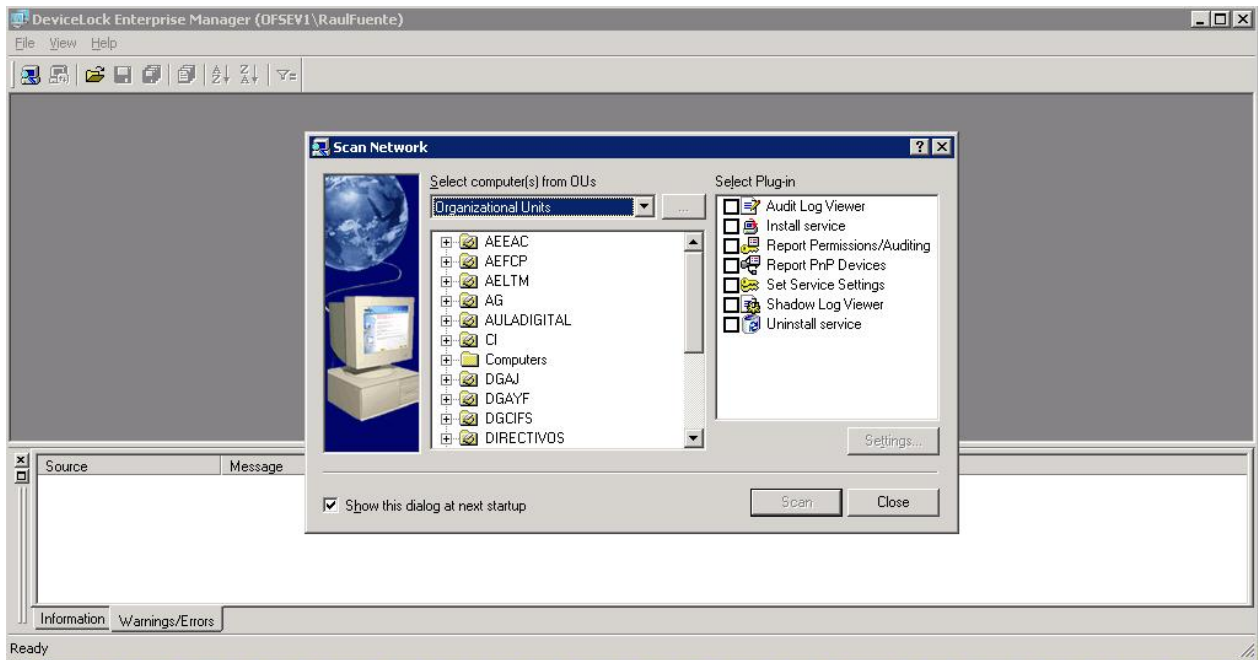 DeviceLock Enterprise Manager (OFSEV1\RaulFuente)
File View Help
Scan Network
Select computer(s) from OUs
Organizational Units
...
AEEAC
AEFCP
AELTM
AG
AULADIGITAL
CI
Computers
DGAJ
DGAYF
DGCIFS
DIRECTIVOS
Select Plug-in
Audit Log Viewer
Install service
Report Permissions/Auditing
Report PnP Devices
Set Service Settings
Shadow Log Viewer
Uninstall service
Settings...
Show this dialog at next startup
Scan
Close
Source Message
Information Warnings/Errors
Ready